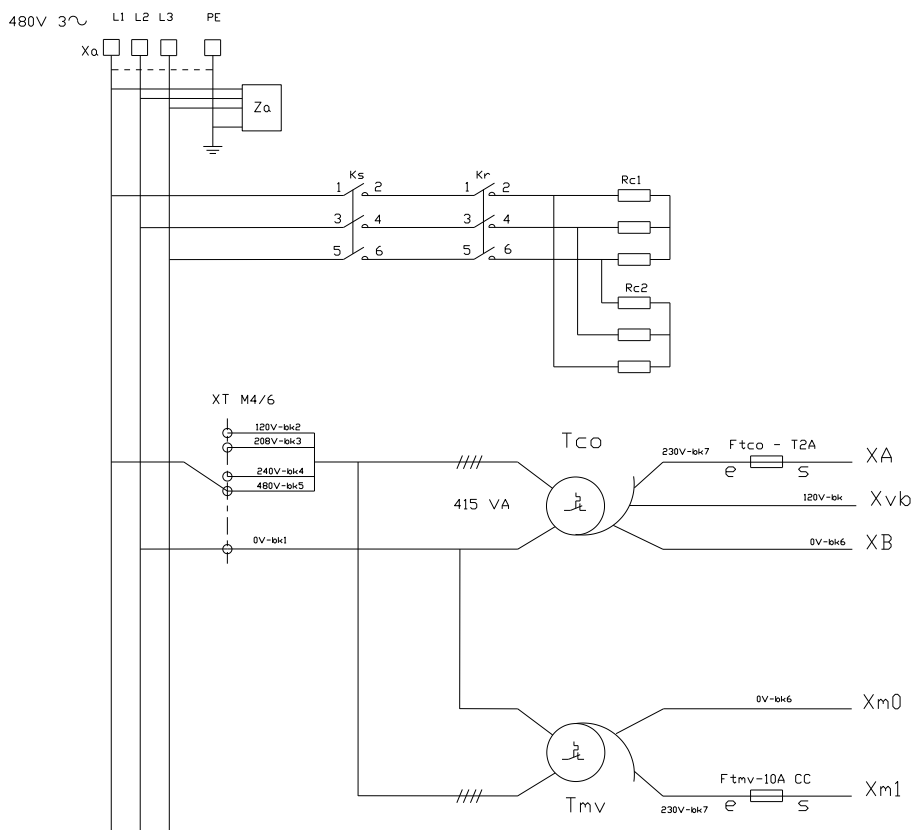 480V 3~ L1 L2 L3 PE
Xa
Za
Ks Kr Rc1
1 2 1 2
3 4 3 4
5 6 5 6
Rc2
XT M4/6
120V-bk2
208V-bk3
240V-bk4
480V-bk5
0V-bk1
Tco
415 VA
230V-bk7
Ftco - T2A
e s
XA
120V-bk
Xvb
0V-bk6
XB
0V-bk6
Xm0
Tmv
230V-bk7
Ftmv-10A CC
e s
Xm1